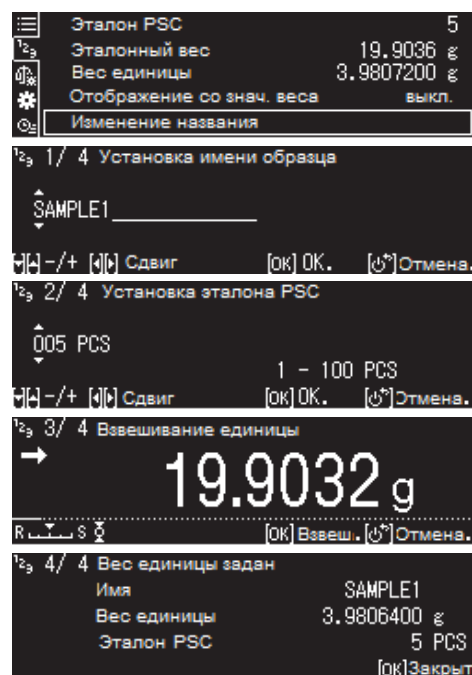 Эталон PSC 5
Эталонный вес 19.9036 g
Вес единицы 3.9807200 g
Отображение со знач. веса выкл.
Изменение названия
1/ 4 Установка имени образца
SAMPLE1
-/+ Сдвиг [OK] OK. Отмена.
2/ 4 Установка эталона PSC
005 PCS
1 - 100 PCS
-/+ Сдвиг [OK] OK. Отмена.
3/ 4 Взвешивание единицы
19.9032 g
R S [OK] Взвеш. Отмена.
4/ 4 Вес единицы задан
Имя SAMPLE1
Вес единицы 3.9806400 g
Эталон PSC 5 PCS
[OK] Закрыт